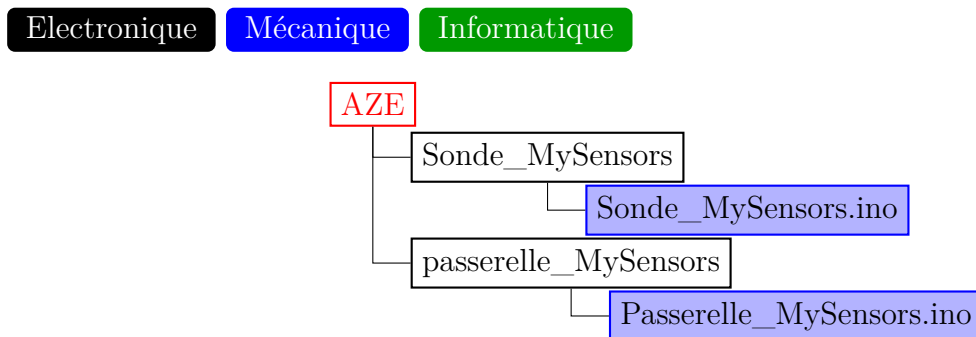 Electronique Mécanique Informatique
AZE
Sonde_MySensors
Sonde_MySensors.ino
passerelle_MySensors
Passerelle_MySensors.ino